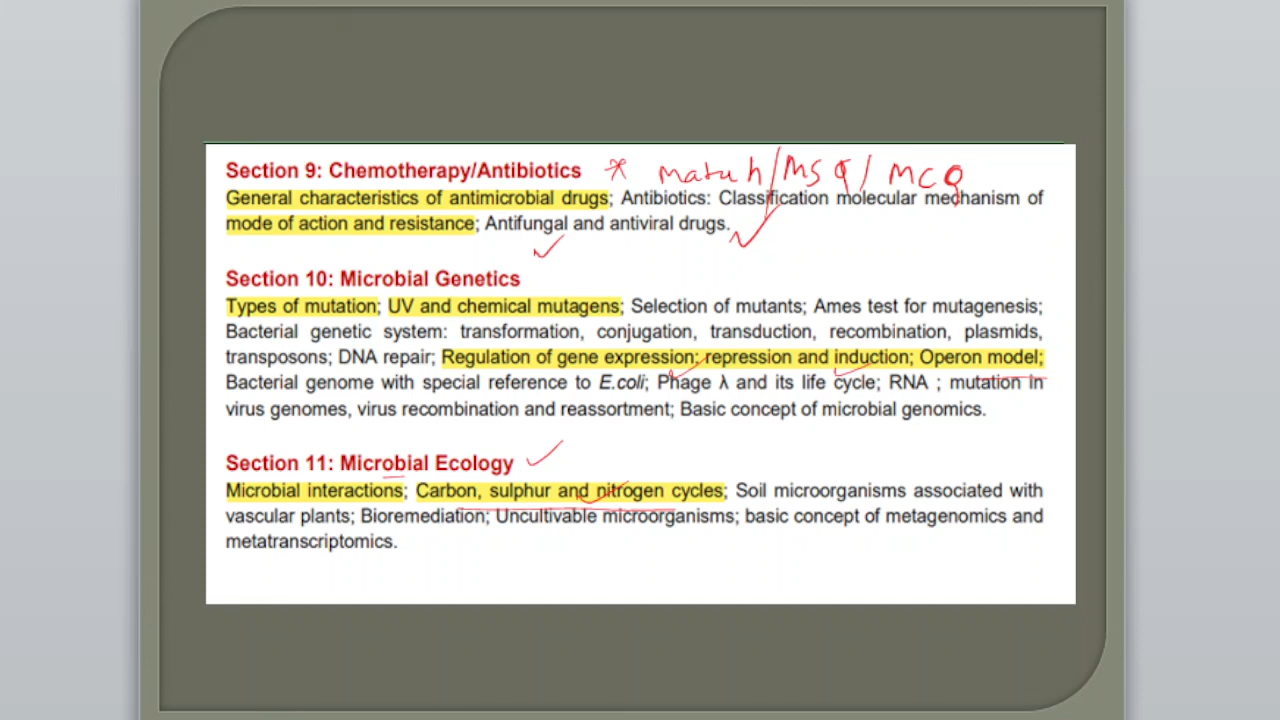 Section 9: Chemotherapy/Antibiotics * match/MSQ/MCQ
General characteristics of antimicrobial drugs; Antibiotics: Classification molecular mechanism of
mode of action and resistance; Antifungal and antiviral drugs.
Section 10: Microbial Genetics
Types of mutation; UV and chemical mutagens; Selection of mutants; Ames test for mutagenesis;
Bacterial genetic system: transformation, conjugation, transduction, recombination, plasmids,
transposons; DNA repair; Regulation of gene expression: repression and induction; Operon model;
Bacterial genome with special reference to E.coli; Phage λ and its life cycle; RNA ; mutation in
virus genomes, virus recombination and reassortment; Basic concept of microbial genomics.
Section 11: Microbial Ecology
Microbial interactions; Carbon, sulphur and nitrogen cycles; Soil microorganisms associated with
vascular plants; Bioremediation; Uncultivable microorganisms; basic concept of metagenomics and
metatranscriptomics.